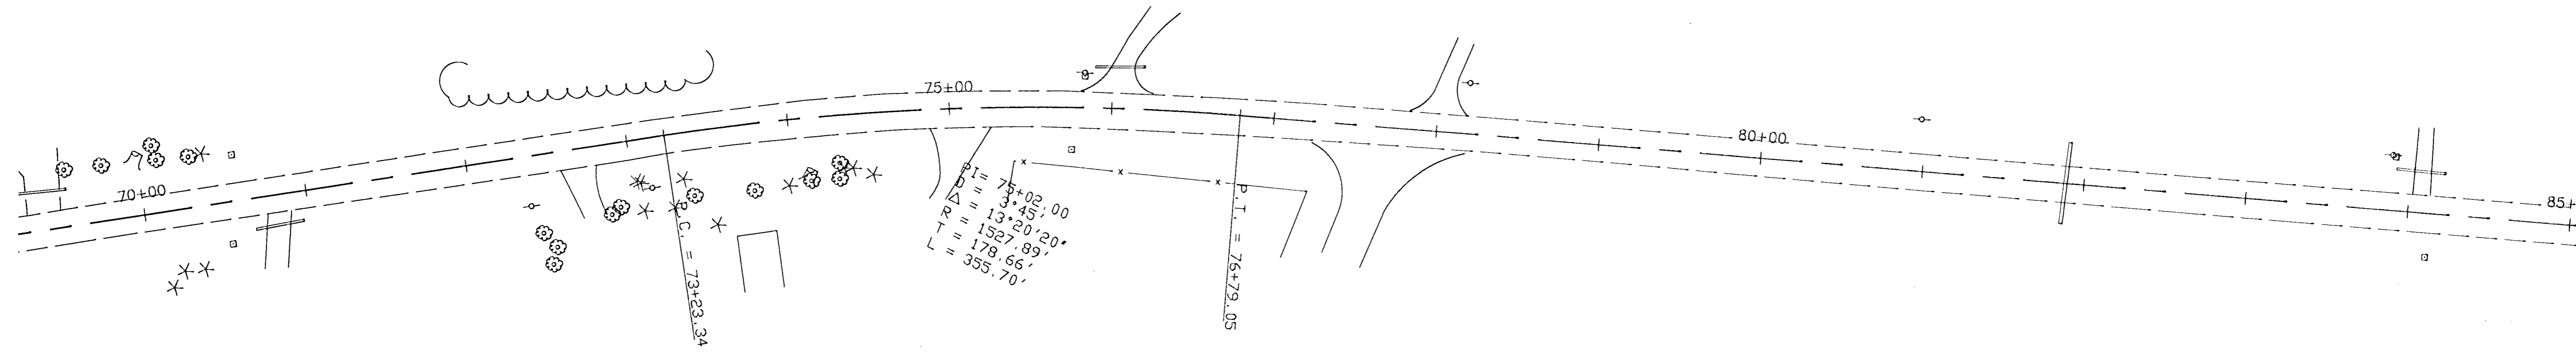 70+00
75+00
80+00
85+
PI= 75+02.00
D = 3°45'
Δ = 13°20'20"
R = 1527.89'
T = 178.66'
L = 355.70'
P.C. = 73+23.34
P.T. = 76+79.05